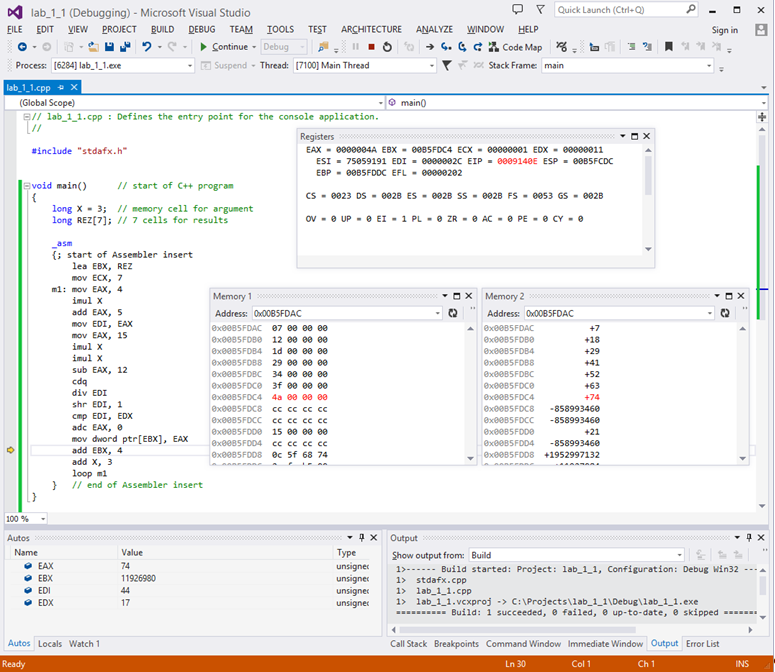 lab_1_1 (Debugging) - Microsoft Visual Studio
Quick Launch (Ctrl+Q)
FILE EDIT VIEW PROJECT BUILD DEBUG TEAM TOOLS TEST ARCHITECTURE ANALYZE WINDOW HELP Sign in
Continue Debug Code Map
Process: [6284] lab_1_1.exe Suspend Thread: [7100] Main Thread Stack Frame: main
lab_1_1.cpp
(Global Scope) main()
// lab_1_1.cpp : Defines the entry point for the console application.
//
#include "stdafx.h"
void main() // start of C++ program
{
long X = 3; // memory cell for argument
long REZ[7]; // 7 cells for results
_asm
{; start of Assembler insert
lea EBX, REZ
mov ECX, 7
m1: mov EAX, 4
imul X
add EAX, 5
mov EDI, EAX
mov EAX, 15
imul X
imul X
sub EAX, 12
cdq
div EDI
shr EDI, 1
cmp EDI, EDX
adc EAX, 0
mov dword ptr[EBX], EAX
add EBX, 4
add X, 3
loop m1
} // end of Assembler insert
}
100 %
Registers
EAX = 0000004A EBX = 00B5FDC4 ECX = 00000001 EDX = 00000011
ESI = 75059191 EDI = 0000002C EIP = 0009140E ESP = 00B5FCDC
EBP = 00B5FDDC EFL = 00000202
CS = 0023 DS = 002B ES = 002B SS = 002B FS = 0053 GS = 002B
OV = 0 UP = 0 EI = 1 PL = 0 ZR = 0 AC = 0 PE = 0 CY = 0
Memory 1
Address: 0x00B5FDAC
0x00B5FDAC 07 00 00 00
0x00B5FDB0 12 00 00 00
0x00B5FDB4 1d 00 00 00
0x00B5FDB8 29 00 00 00
0x00B5FDBC 34 00 00 00
0x00B5FDC0 3f 00 00 00
0x00B5FDC4 4a 00 00 00
0x00B5FDC8 cc cc cc cc
0x00B5FDCC cc cc cc cc
0x00B5FDD0 15 00 00 00
0x00B5FDD4 cc cc cc cc
0x00B5FDD8 0c 5f 68 74
Memory 2
Address: 0x00B5FDAC
0x00B5FDAC +7
0x00B5FDB0 +18
0x00B5FDB4 +29
0x00B5FDB8 +41
0x00B5FDBC +52
0x00B5FDC0 +63
0x00B5FDC4 +74
0x00B5FDC8 -858993460
0x00B5FDCC -858993460
0x00B5FDD0 +21
0x00B5FDD4 -858993460
0x00B5FDD8 +1952997132
Autos
Name Value Type
EAX 74 unsigned
EBX 11926980 unsigned
EDI 44 unsigned
EDX 17 unsigned
Autos Locals Watch 1
Output
Show output from: Build
1>------ Build started: Project: lab_1_1, Configuration: Debug Win32 ---
1> stdafx.cpp
1> lab_1_1.cpp
1> lab_1_1.vcxproj -> C:\Projects\lab_1_1\Debug\lab_1_1.exe
========== Build: 1 succeeded, 0 failed, 0 up-to-date, 0 skipped =======
Call Stack Breakpoints Command Window Immediate Window Output Error List
Ready Ln 30 Col 1 Ch 1 INS